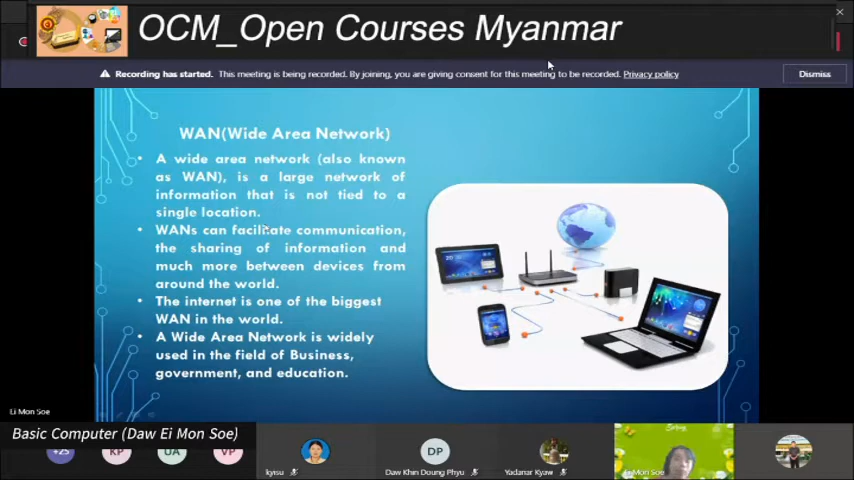 OCM_Open Courses Myanmar
Recording has started. This meeting is being recorded. By joining, you are giving consent for this meeting to be recorded. Privacy policy
Dismiss
WAN(Wide Area Network)
• A wide area network (also known
as WAN), is a large network of
information that is not tied to a
single location.
• WANs can facilitate communication,
the sharing of information and
much more between devices from
around the world.
• The internet is one of the biggest
WAN in the world.
• A Wide Area Network is widely
used in the field of Business,
government, and education.
Ei Mon Soe
Basic Computer (Daw Ei Mon Soe)
+25
KP
UA
VP
kyisu
DP
Daw Khin Doung Phyu
Yadanar Kyaw
Ei Mon Soe